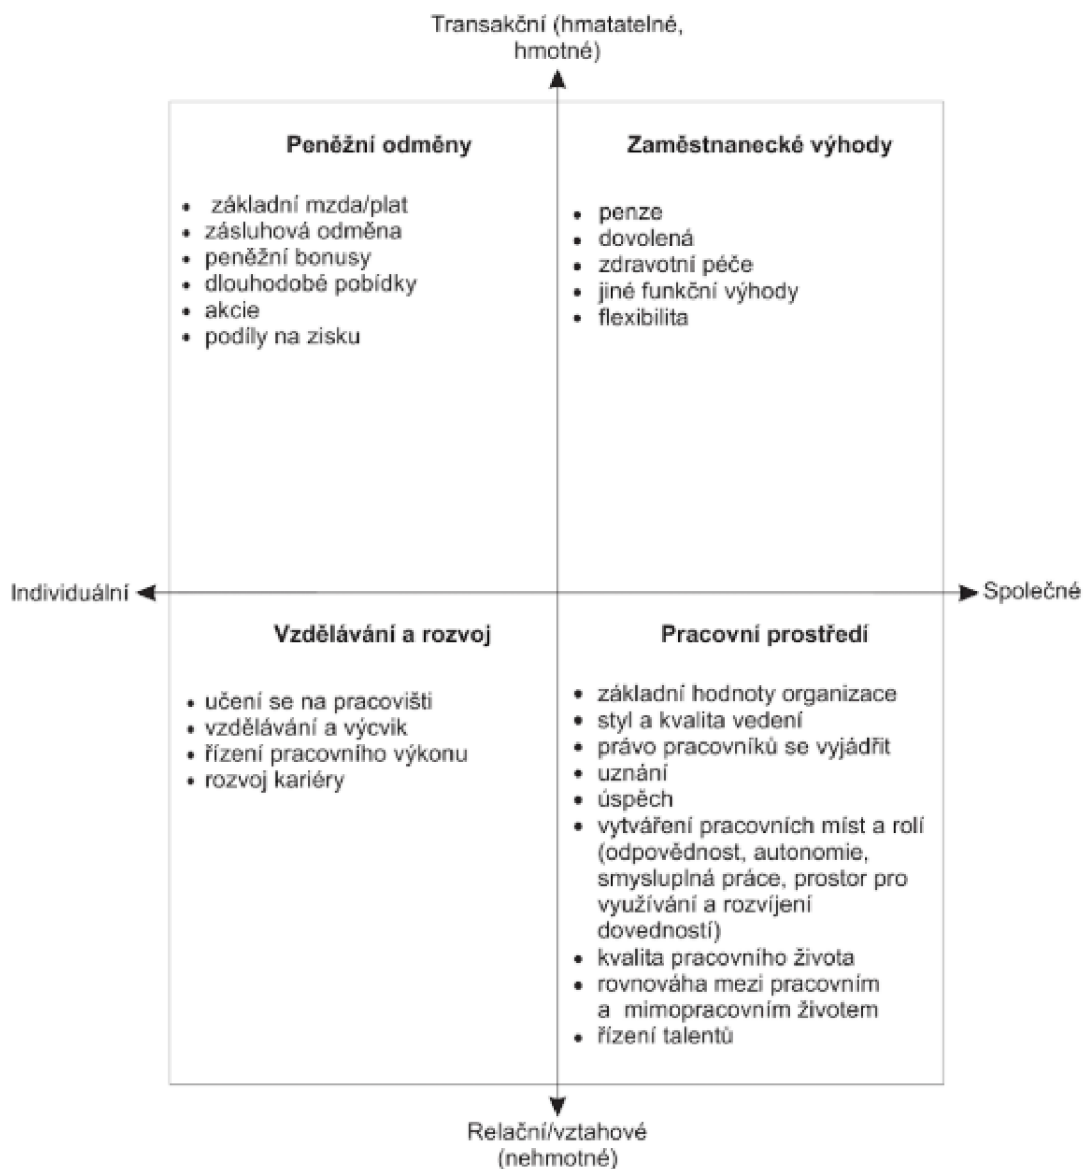 Transakční (hmatatelné,
hmotné)
Peněžní odměny
• základní mzda/plat
• zásluhová odměna
• peněžní bonusy
• dlouhodobé pobídky
• akcie
• podíly na zisku
Zaměstnanecké výhody
• penze
• dovolená
• zdravotní péče
• jiné funkční výhody
• flexibilita
Individuální
Společné
Vzdělávání a rozvoj
• učení se na pracovišti
• vzdělávání a výcvik
• řízení pracovního výkonu
• rozvoj kariéry
Pracovní prostředí
• základní hodnoty organizace
• styl a kvalita vedení
• právo pracovníků se vyjádřit
• uznání
• úspěch
• vytváření pracovních míst a rolí
(odpovědnost, autonomie,
smysluplná práce, prostor pro
využívání a rozvíjení
dovedností)
• kvalita pracovního života
• rovnováha mezi pracovním
a mimopracovním životem
• řízení talentů
Relační/vztahové
(nehmotné)